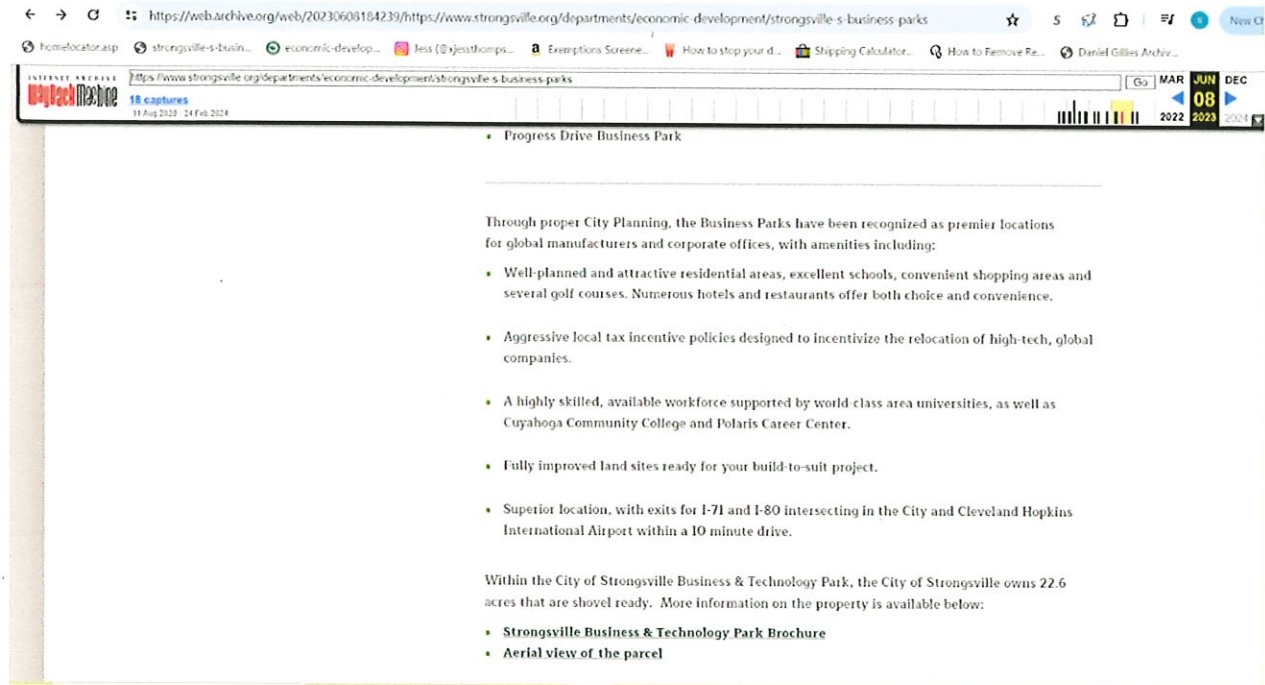 https://web.archive.org/web/20230608184239/https://www.strongsville.org/departments/economic-development/strongsville-s-business-parks
New Ch
homelocator.asp strongsville-s-busin... economic-develop... Jess (@xjessthomps... Exemptions Screene... How to stop your d... Shipping Calculator... How to Remove Re... Daniel Gillies Archiv...
INTERNET ARCHIVE https://www.strongsville.org/departments/economic-development/strongsville-s-business-parks Go MAR JUN DEC
WayBack Machine 18 captures 08
11 Aug 2020 - 24 Feb 2024 2022 2023 2024
• Progress Drive Business Park
Through proper City Planning, the Business Parks have been recognized as premier locations
for global manufacturers and corporate offices, with amenities including:
• Well-planned and attractive residential areas, excellent schools, convenient shopping areas and
several golf courses. Numerous hotels and restaurants offer both choice and convenience.
• Aggressive local tax incentive policies designed to incentivize the relocation of high-tech, global
companies.
• A highly skilled, available workforce supported by world-class area universities, as well as
Cuyahoga Community College and Polaris Career Center.
• Fully improved land sites ready for your build-to-suit project.
• Superior location, with exits for I-71 and I-80 intersecting in the City and Cleveland Hopkins
International Airport within a 10 minute drive.
Within the City of Strongsville Business & Technology Park, the City of Strongsville owns 22.6
acres that are shovel ready. More information on the property is available below:
• Strongsville Business & Technology Park Brochure
• Aerial view of the parcel